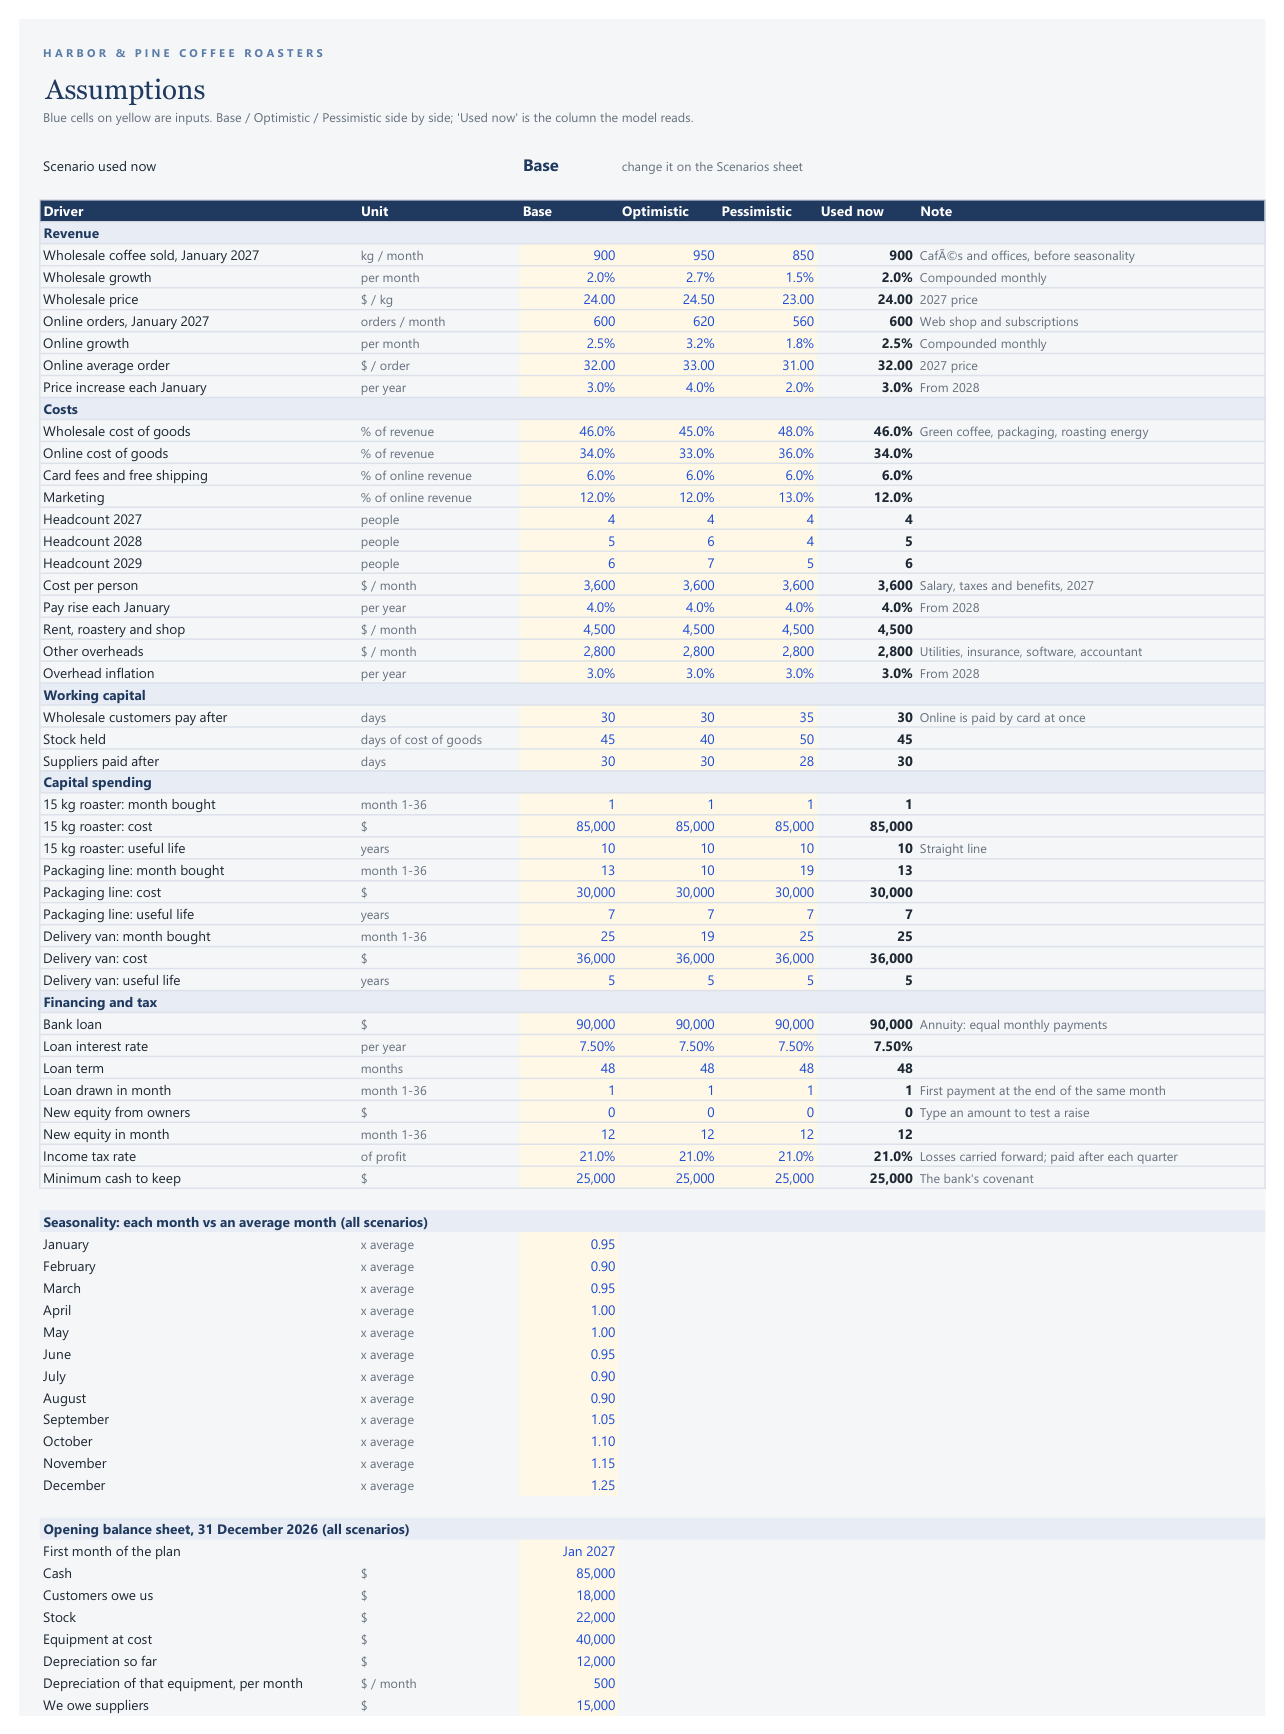 HARBOR & PINE COFFEE ROASTERS
Assumptions
Blue cells on yellow are inputs. Base / Optimistic / Pessimistic side by side; 'Used now' is the column the model reads.
Scenario used now Base change it on the Scenarios sheet
Driver Unit Base Optimistic Pessimistic Used now Note
Revenue
Wholesale coffee sold, January 2027 kg / month 900 950 850 900 CafÃ©s and offices, before seasonality
Wholesale growth per month 2.0% 2.7% 1.5% 2.0% Compounded monthly
Wholesale price $ / kg 24.00 24.50 23.00 24.00 2027 price
Online orders, January 2027 orders / month 600 620 560 600 Web shop and subscriptions
Online growth per month 2.5% 3.2% 1.8% 2.5% Compounded monthly
Online average order $ / order 32.00 33.00 31.00 32.00 2027 price
Price increase each January per year 3.0% 4.0% 2.0% 3.0% From 2028
Costs
Wholesale cost of goods % of revenue 46.0% 45.0% 48.0% 46.0% Green coffee, packaging, roasting energy
Online cost of goods % of revenue 34.0% 33.0% 36.0% 34.0%
Card fees and free shipping % of online revenue 6.0% 6.0% 6.0% 6.0%
Marketing % of online revenue 12.0% 12.0% 13.0% 12.0%
Headcount 2027 people 4 4 4 4
Headcount 2028 people 5 6 4 5
Headcount 2029 people 6 7 5 6
Cost per person $ / month 3,600 3,600 3,600 3,600 Salary, taxes and benefits, 2027
Pay rise each January per year 4.0% 4.0% 4.0% 4.0% From 2028
Rent, roastery and shop $ / month 4,500 4,500 4,500 4,500
Other overheads $ / month 2,800 2,800 2,800 2,800 Utilities, insurance, software, accountant
Overhead inflation per year 3.0% 3.0% 3.0% 3.0% From 2028
Working capital
Wholesale customers pay after days 30 30 35 30 Online is paid by card at once
Stock held days of cost of goods 45 40 50 45
Suppliers paid after days 30 30 28 30
Capital spending
15 kg roaster: month bought month 1-36 1 1 1 1
15 kg roaster: cost $ 85,000 85,000 85,000 85,000
15 kg roaster: useful life years 10 10 10 10 Straight line
Packaging line: month bought month 1-36 13 10 19 13
Packaging line: cost $ 30,000 30,000 30,000 30,000
Packaging line: useful life years 7 7 7 7
Delivery van: month bought month 1-36 25 19 25 25
Delivery van: cost $ 36,000 36,000 36,000 36,000
Delivery van: useful life years 5 5 5 5
Financing and tax
Bank loan $ 90,000 90,000 90,000 90,000 Annuity: equal monthly payments
Loan interest rate per year 7.50% 7.50% 7.50% 7.50%
Loan term months 48 48 48 48
Loan drawn in month month 1-36 1 1 1 1 First payment at the end of the same month
New equity from owners $ 0 0 0 0 Type an amount to test a raise
New equity in month month 1-36 12 12 12 12
Income tax rate of profit 21.0% 21.0% 21.0% 21.0% Losses carried forward; paid after each quarter
Minimum cash to keep $ 25,000 25,000 25,000 25,000 The bank's covenant
Seasonality: each month vs an average month (all scenarios)
January x average 0.95
February x average 0.90
March x average 0.95
April x average 1.00
May x average 1.00
June x average 0.95
July x average 0.90
August x average 0.90
September x average 1.05
October x average 1.10
November x average 1.15
December x average 1.25
Opening balance sheet, 31 December 2026 (all scenarios)
First month of the plan Jan 2027
Cash $ 85,000
Customers owe us $ 18,000
Stock $ 22,000
Equipment at cost $ 40,000
Depreciation so far $ 12,000
Depreciation of that equipment, per month $ / month 500
We owe suppliers $ 15,000